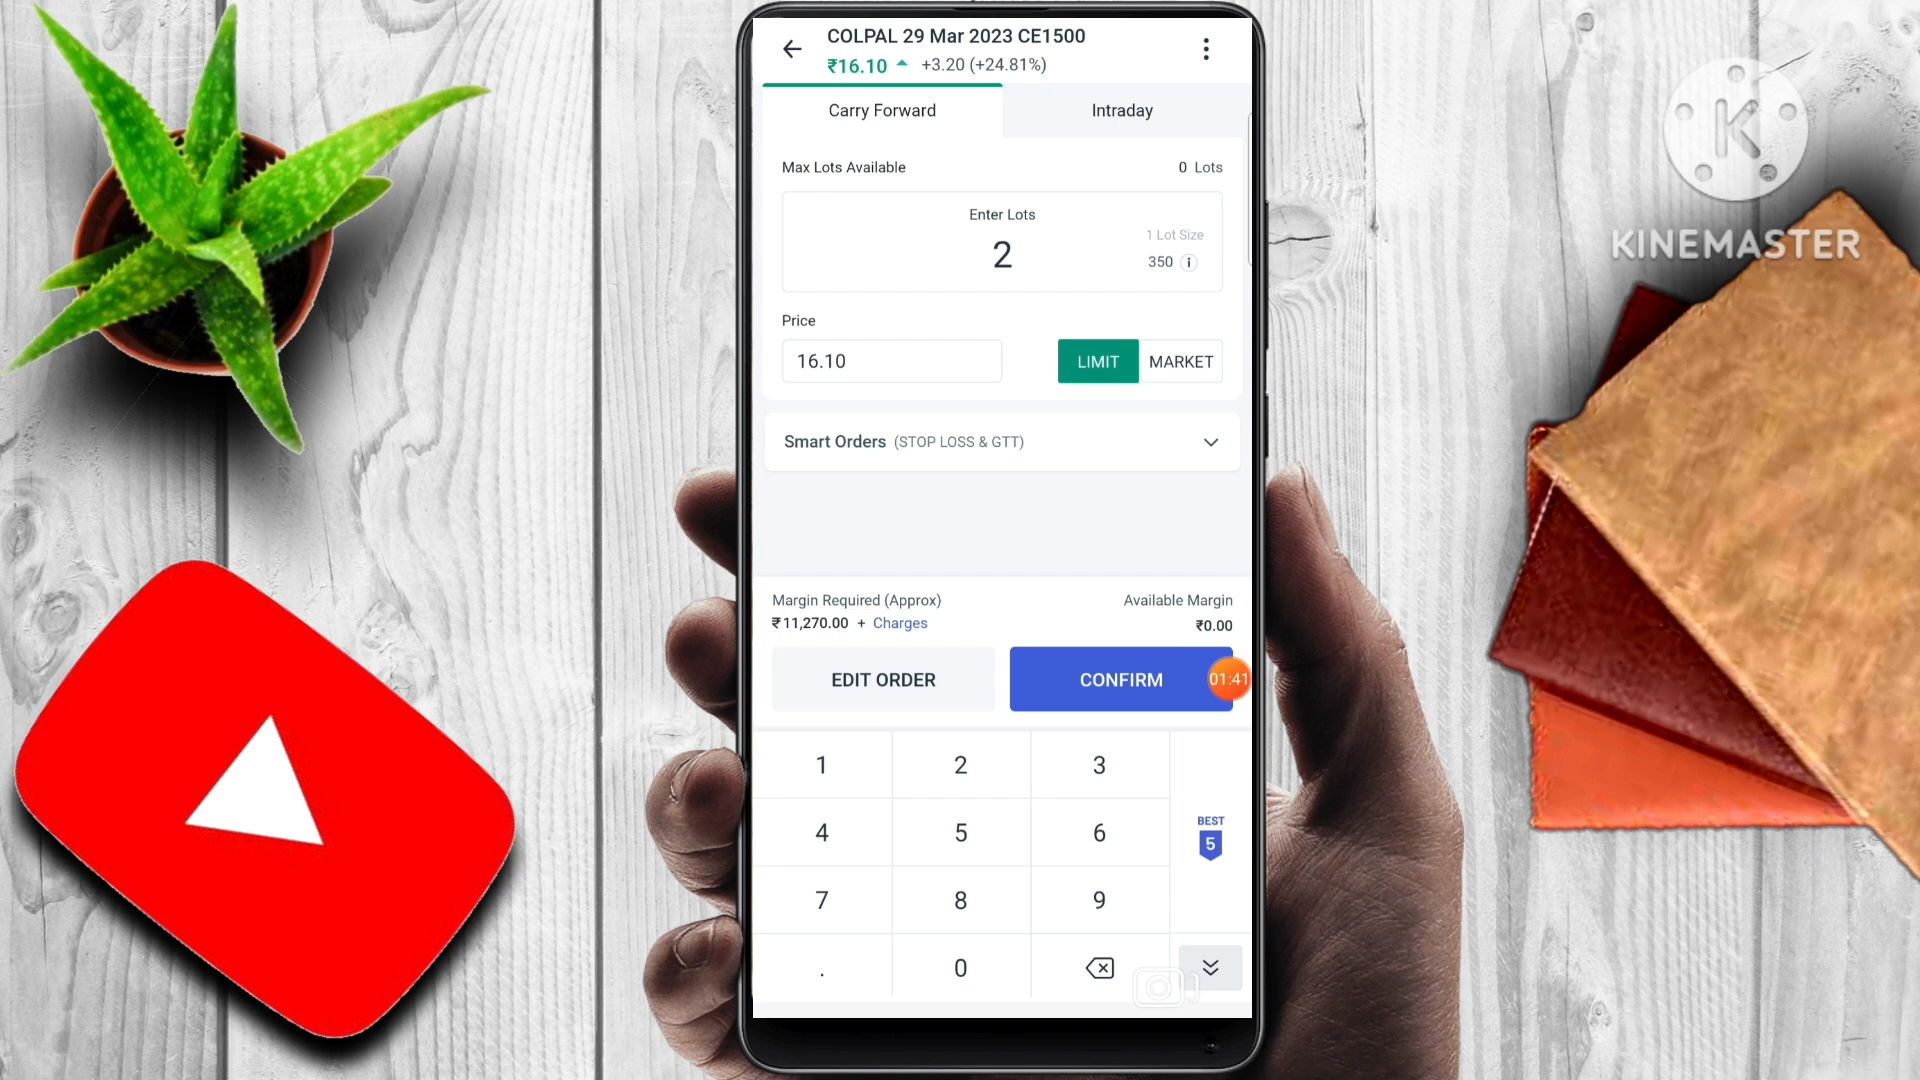 COLPAL 29 Mar 2023 CE1500
₹16.10 +3.20 (+24.81%)
Carry Forward Intraday
Max Lots Available 0 Lots
Enter Lots
1 Lot Size
2
350 i
Price
16.10 LIMIT MARKET
Smart Orders (STOP LOSS & GTT)
Margin Required (Approx) Available Margin
₹11,270.00 + Charges ₹0.00
EDIT ORDER CONFIRM 01:41
1 2 3
4 5 6
BEST
5
7 8 9
. 0
K
KINEMASTER